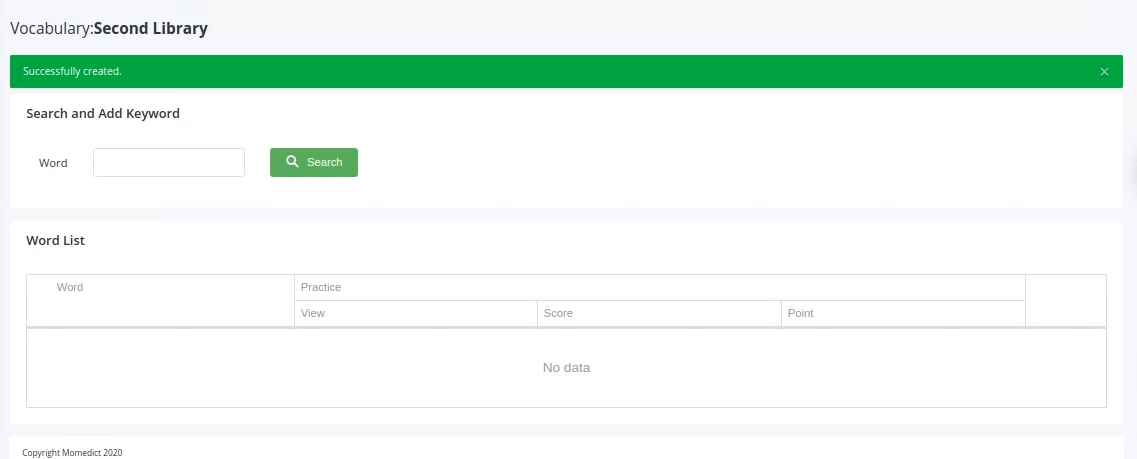 Vocabulary:Second Library
Successfully created.
×
Search and Add Keyword
Word
Search
Word List
Word
Practice
View
Score
Point
No data
Copyright Momedict 2020